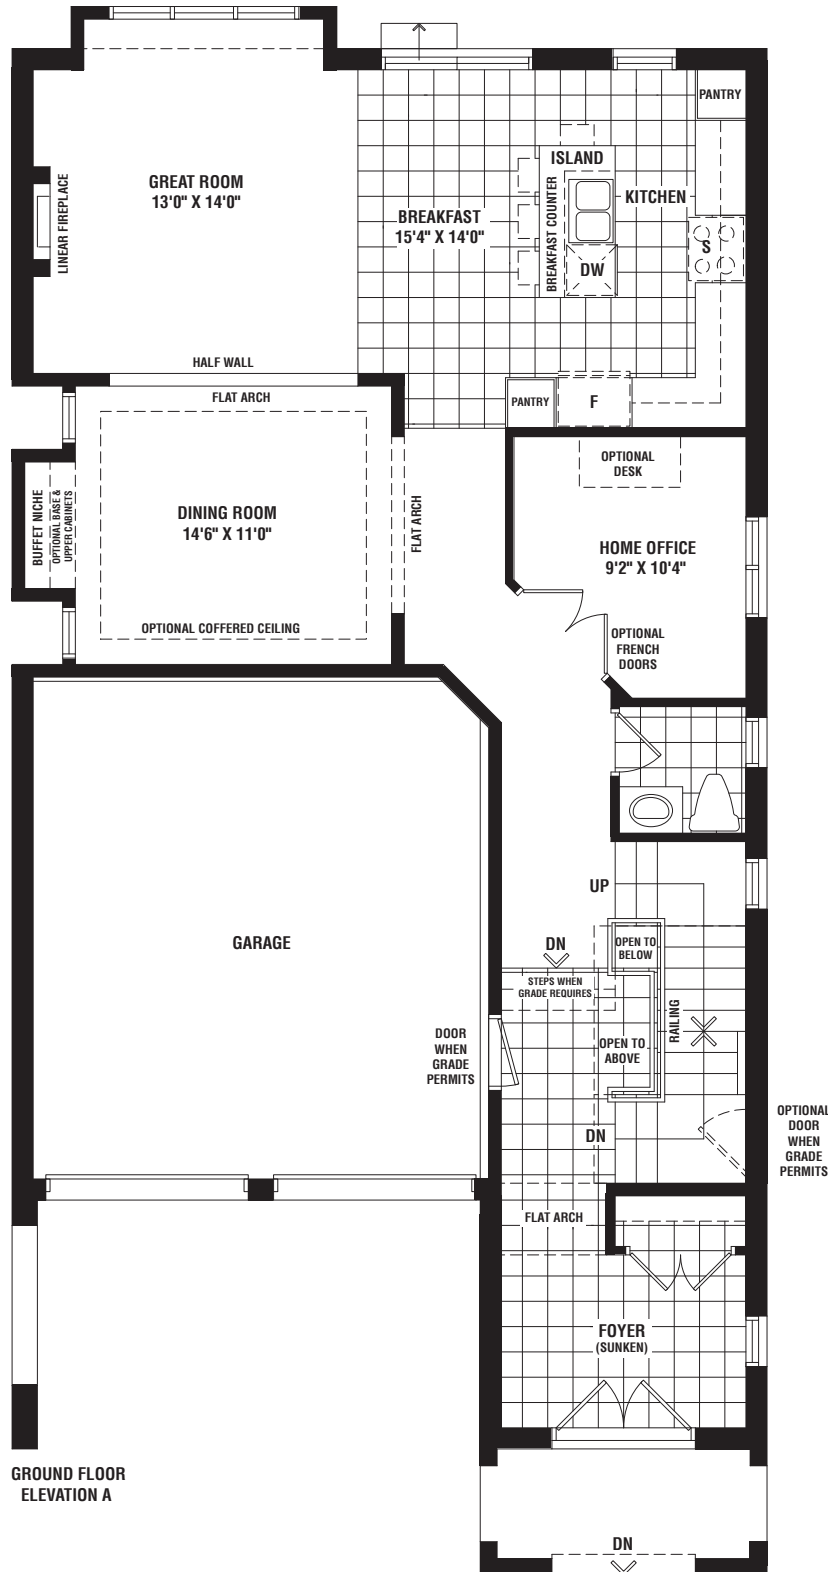 PANTRY
ISLAND
GREAT ROOM
13'0" X 14'0"
LINEAR FIREPLACE
BREAKFAST
15'4" X 14'0"
BREAKFAST COUNTER
KITCHEN
S
DW
HALF WALL
FLAT ARCH
PANTRY
F
OPTIONAL
DESK
BUFFET NICHE
OPTIONAL BASE &
UPPER CABINETS
DINING ROOM
14'6" X 11'0"
FLAT ARCH
HOME OFFICE
9'2" X 10'4"
OPTIONAL COFFERED CEILING
OPTIONAL
FRENCH
DOORS
UP
GARAGE
DN
OPEN TO
BELOW
STEPS WHEN
GRADE REQUIRES
RAILING
DOOR
WHEN
GRADE
PERMITS
OPEN TO
ABOVE
DN
OPTIONAL
DOOR
WHEN
GRADE
PERMITS
FLAT ARCH
FOYER
(SUNKEN)
GROUND FLOOR
ELEVATION A
DN